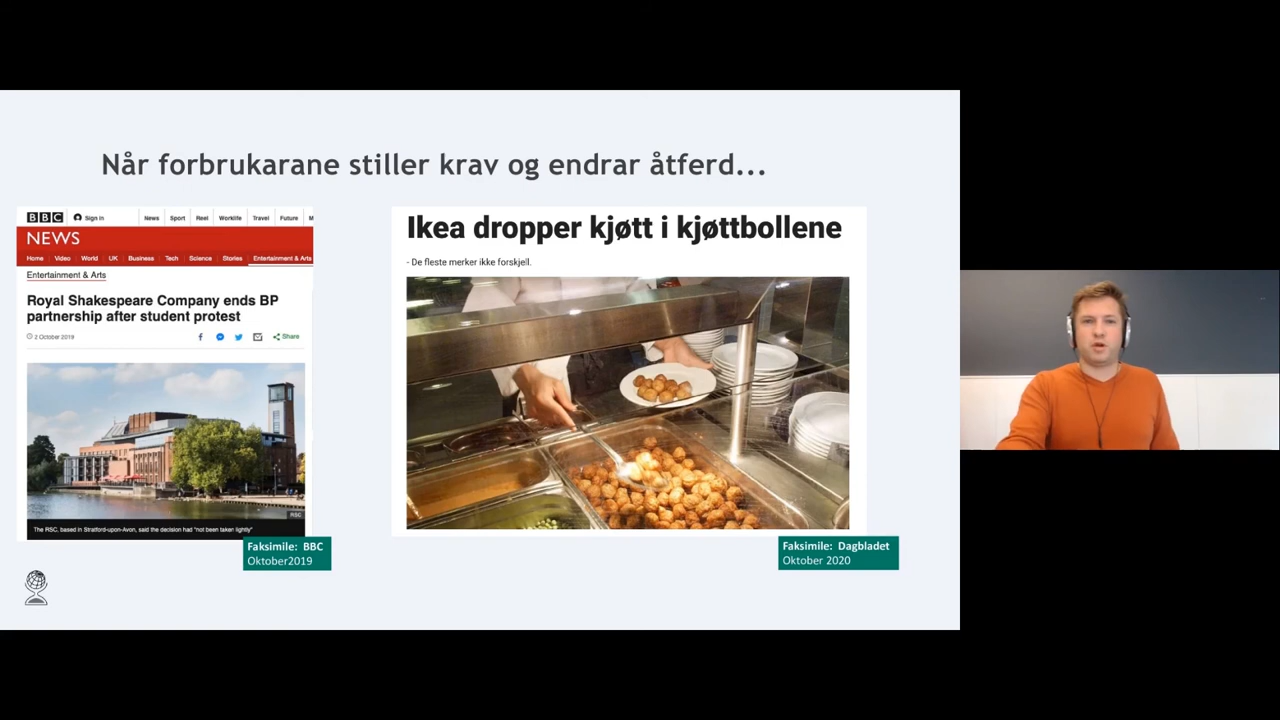 Når forbrukarane stiller krav og endrar åtferd...
BBC Sign in News Sport Reel Worklife Travel Future M
NEWS
Home Video World UK Business Tech Science Stories Entertainment & Arts
Entertainment & Arts
Royal Shakespeare Company ends BP
partnership after student protest
2 October 2019 Share
RSC
The RSC, based in Stratford-upon-Avon, said the decision had "not been taken lightly"
Faksimile: BBC
Oktober2019
Ikea dropper kjøtt i kjøttbollene
- De fleste merker ikke forskjell.
Faksimile: Dagbladet
Oktober 2020